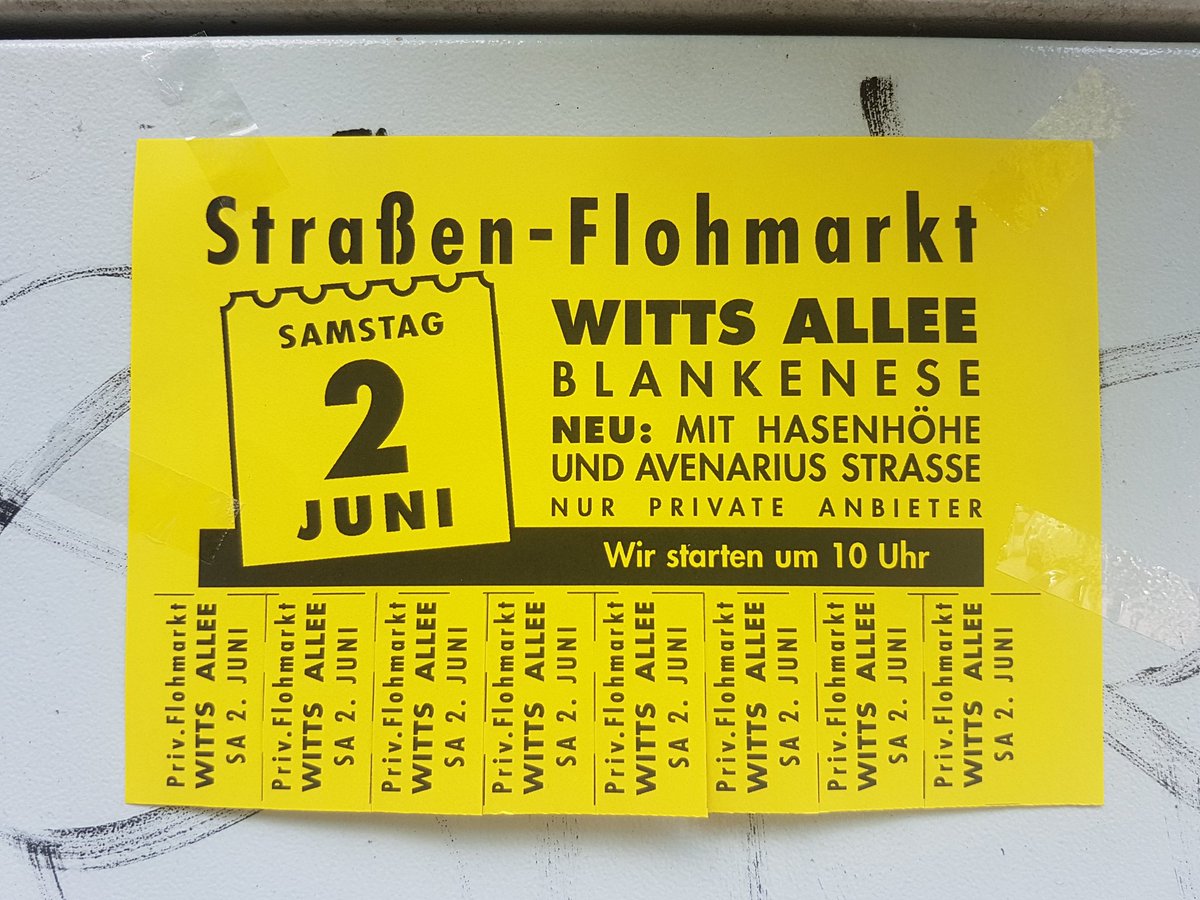 Straßen-Flohmarkt
SAMSTAG
2
JUNI
WITTS ALLEE
BLANKENESE
NEU: MIT HASENHÖHE
UND AVENARIUS STRASSE
NUR PRIVATE ANBIETER
Wir starten um 10 Uhr
Priv.Flohmarkt
WITTS ALLEE
SA 2. JUNI
Priv.Flohmarkt
WITTS ALLEE
SA 2. JUNI
Priv.Flohmarkt
WITTS ALLEE
SA 2. JUNI
Priv.Flohmarkt
WITTS ALLEE
SA 2. JUNI
Priv.Flohmarkt
WITTS ALLEE
SA 2. JUNI
Priv.Flohmarkt
WITTS ALLEE
SA 2. JUNI
Priv.Flohmarkt
WITTS ALLEE
SA 2. JUNI
Priv.Flohmarkt
WITTS ALLEE
SA 2. JUNI